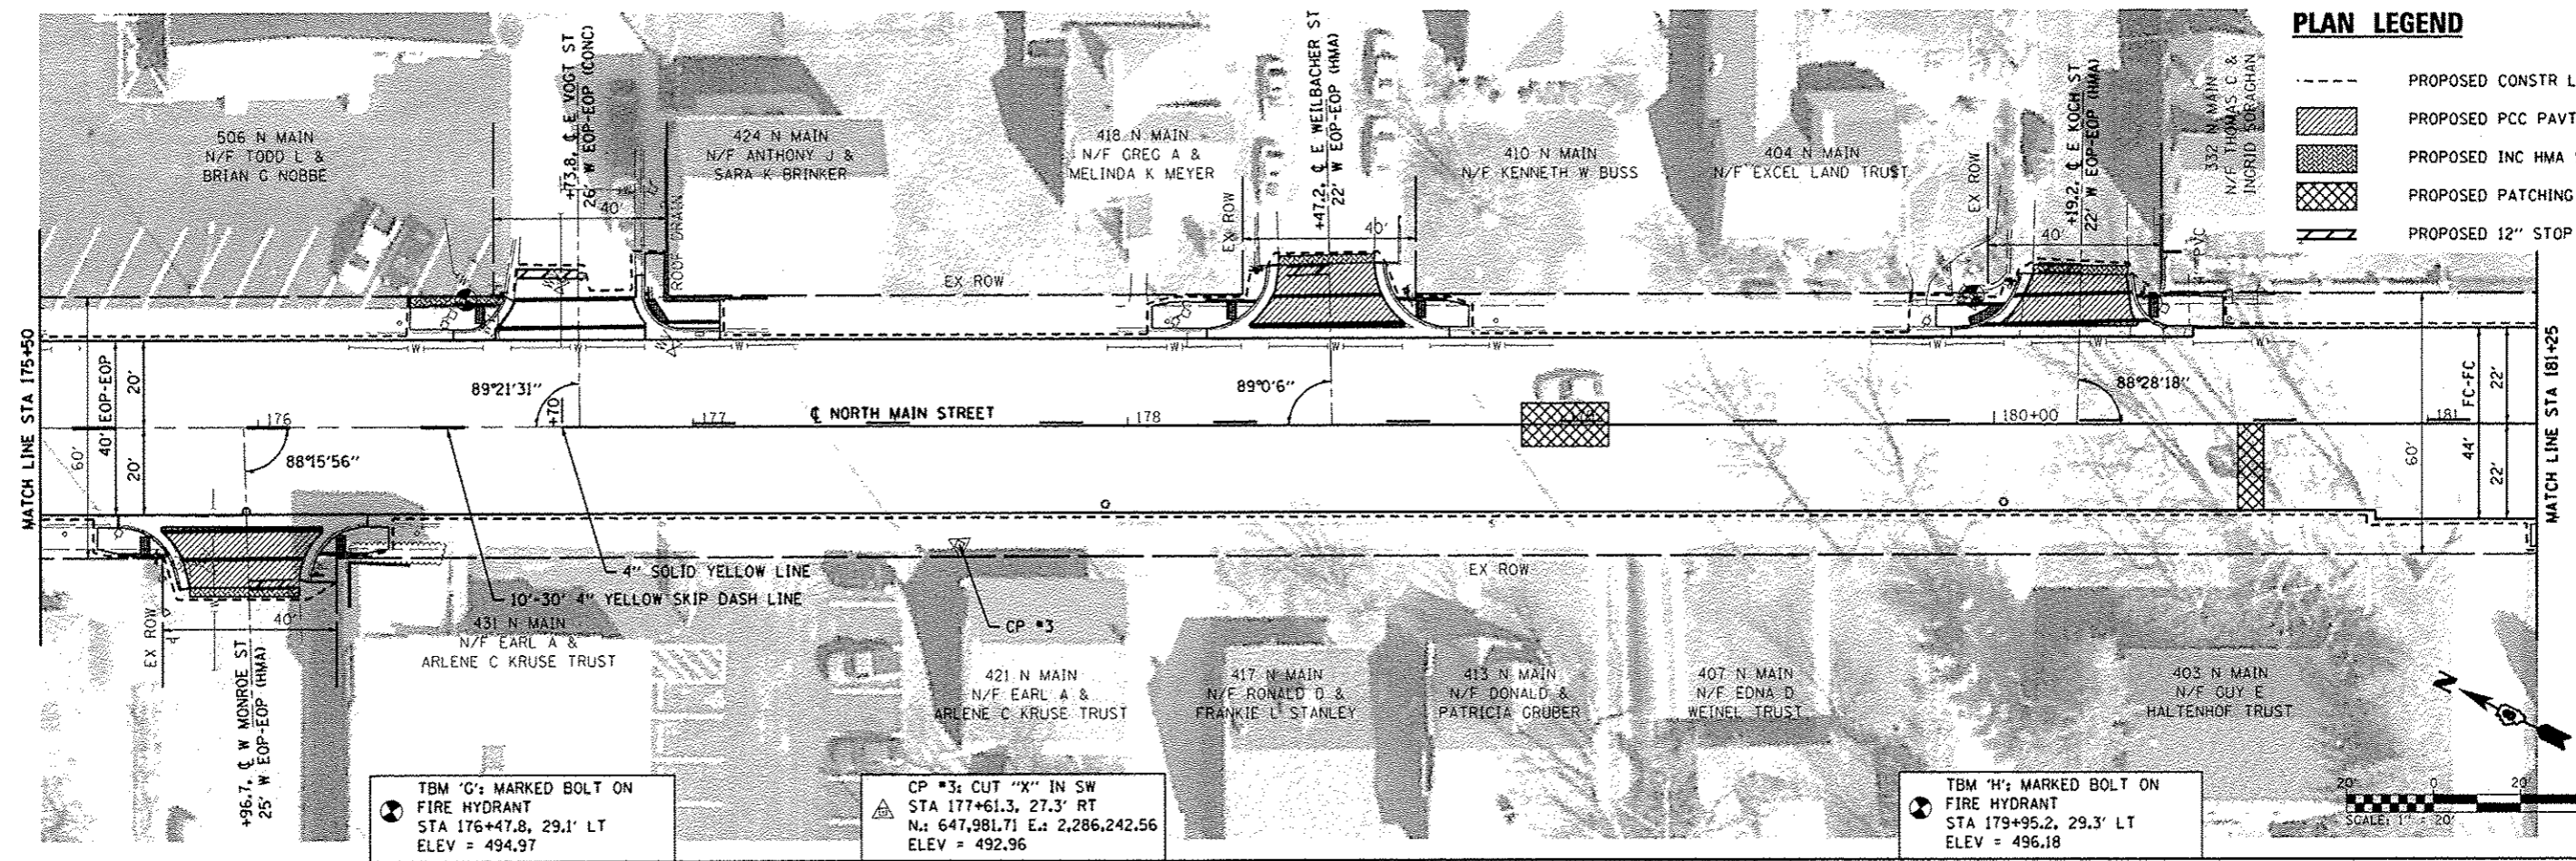 PLAN LEGEND
PROPOSED CONSTR L
PROPOSED PCC PAVT
PROPOSED INC HMA
PROPOSED PATCHING
PROPOSED 12" STOP
506 N MAIN
N/F TODD L &
BRIAN G NOBBE
+73.8, ℄ E VOGT ST
26' W EOP-EOP (CONC)
40'
ROOF DRAIN
424 N MAIN
N/F ANTHONY J &
SARA K BRINKER
418 N MAIN
N/F GREG A &
MELINDA K MEYER
EX ROW
+47.2, ℄ E WEILBACHER ST
22' W EOP-EOP (HMA)
40'
410 N MAIN
N/F KENNETH W BUSS
404 N MAIN
N/F EXCEL LAND TRUST
EX ROW
+19.2, ℄ E KOCH ST
22' W EOP-EOP (HMA)
40'
332 N MAIN
N/F THOMAS C &
INGRID SORAGHAN
PVC
EX ROW
MATCH LINE STA 175+50
60'
40' EOP-EOP
20'
20'
W W W W W W W W W
176
88°15'56"
89°21'31"
+70
177
℄ NORTH MAIN STREET
178
89°0'6"
180+00
88°28'18"
181
60'
44' FC-FC
22'
22'
MATCH LINE STA 181+25
4" SOLID YELLOW LINE
10'-30' 4" YELLOW SKIP DASH LINE
EX ROW
40'
+96.7, ℄ W MONROE ST
25' W EOP-EOP (HMA)
431 N MAIN
N/F EARL A &
ARLENE C KRUSE TRUST
CP #3
EX ROW
421 N MAIN
N/F EARL A &
ARLENE C KRUSE TRUST
417 N MAIN
N/F RONALD D &
FRANKIE L STANLEY
413 N MAIN
N/F DONALD &
PATRICIA GRUBER
407 N MAIN
N/F EDNA D
WEINEL TRUST
403 N MAIN
N/F GUY E
HALTENHOF TRUST
N
TBM 'G': MARKED BOLT ON
FIRE HYDRANT
STA 176+47.8, 29.1' LT
ELEV = 494.97
CP #3: CUT "X" IN SW
STA 177+61.3, 27.3' RT
N.: 647,981.71 E.: 2,286,242.56
ELEV = 492.96
TBM 'H': MARKED BOLT ON
FIRE HYDRANT
STA 179+95.2, 29.3' LT
ELEV = 496.18
20' 0 20'
SCALE: 1" = 20'